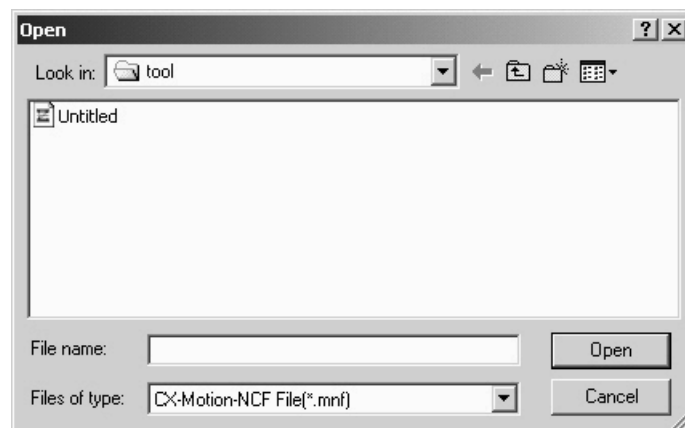 Open
Look in: tool
Untitled
File name: Open
Files of type: CX-Motion-NCF File(*.mnf) Cancel